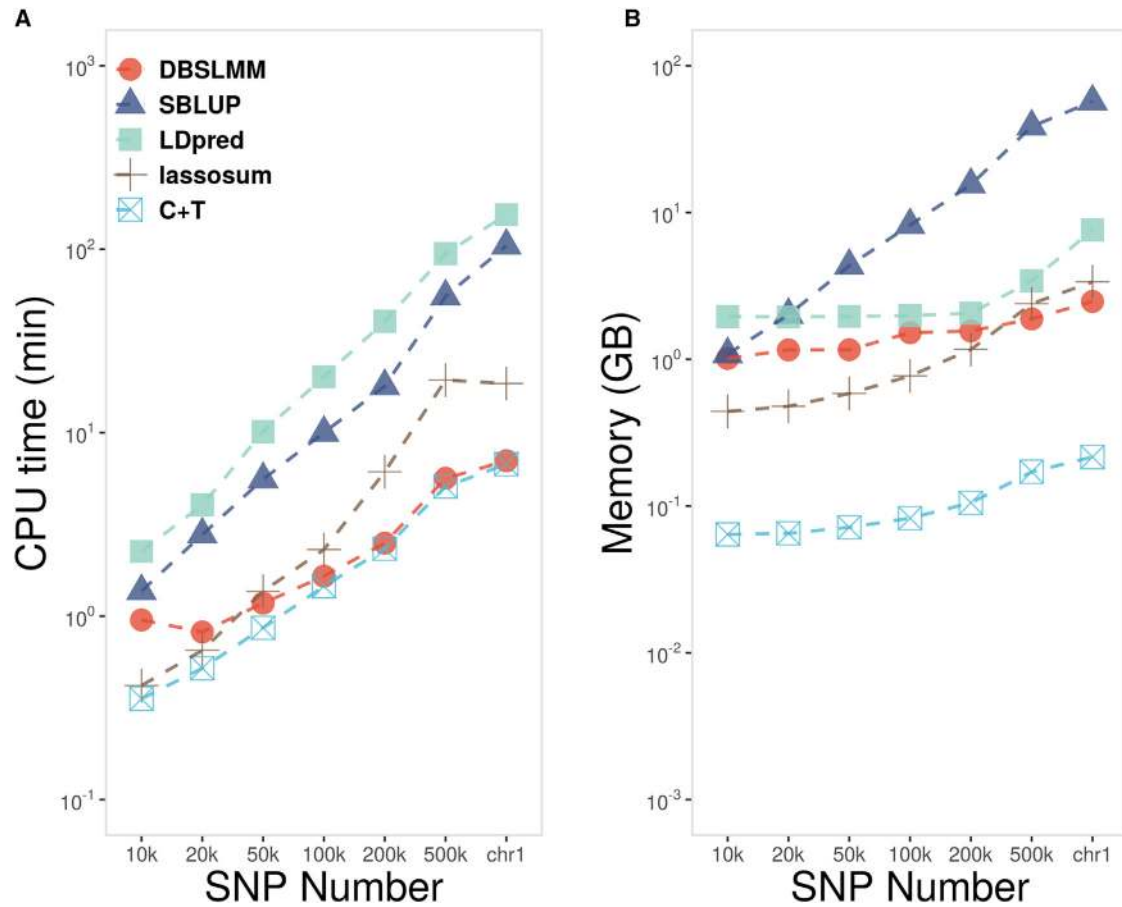 A
CPU time (min)
10³
10²
10¹
10⁰
10⁻¹
DBSLMM
SBLUP
LDpred
lassosum
C+T
10k 20k 50k 100k 200k 500k chr1
SNP Number
B
Memory (GB)
10²
10¹
10⁰
10⁻¹
10⁻²
10⁻³
10k 20k 50k 100k 200k 500k chr1
SNP Number